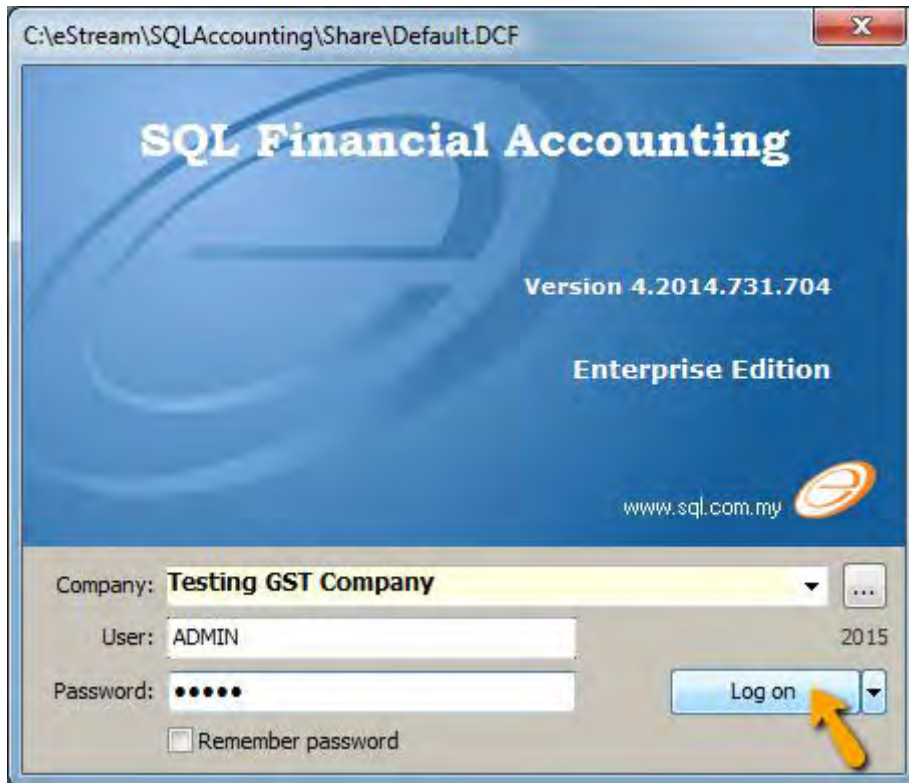 C:\eStream\SQLAccounting\Share\Default.DCF
SQL Financial Accounting
Version 4.2014.731.704
Enterprise Edition
www.sql.com.my
Company: Testing GST Company ...
User: ADMIN 2015
Password: ●●●●● Log on
Remember password